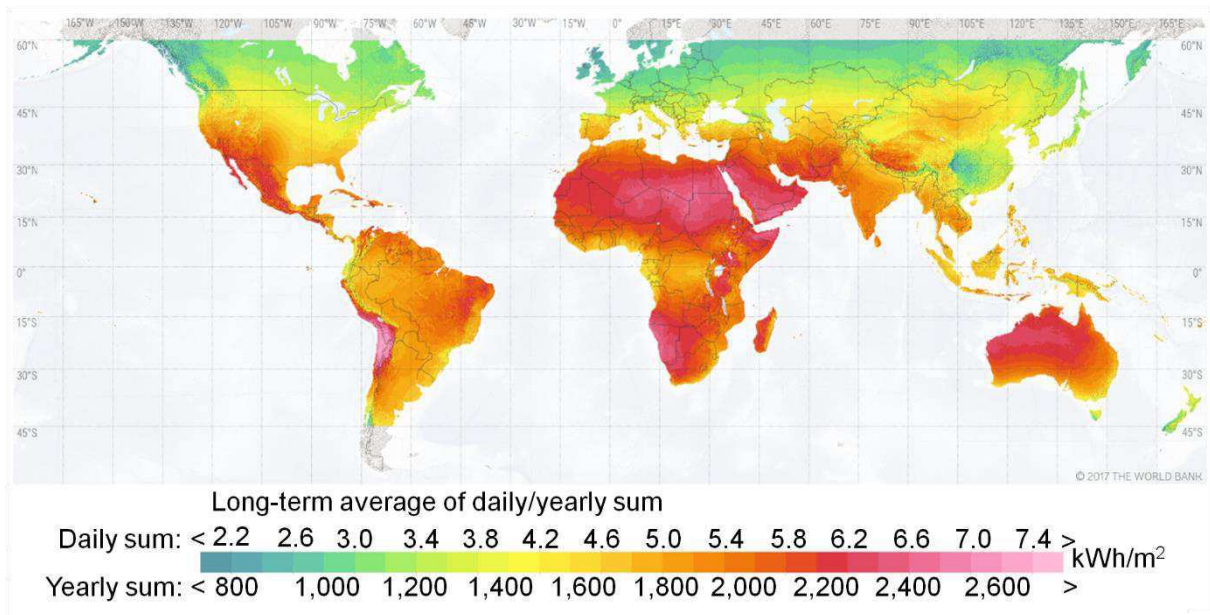 165°W 150°W 135°W 120°W 105°W 90°W 75°W 60°W 45°W 30°W 15°W 0° 15°E 30°E 45°E 60°E 75°E 90°E 105°E 120°E 135°E 150°E 165°E
60°N 60°N
45°N 45°N
30°N 30°N
15°N 15°N
0° 0°
15°S 15°S
30°S 30°S
45°S 45°S
© 2017 THE WORLD BANK
Long-term average of daily/yearly sum
Daily sum: < 2.2 2.6 3.0 3.4 3.8 4.2 4.6 5.0 5.4 5.8 6.2 6.6 7.0 7.4 >
kWh/m²
Yearly sum: < 800 1,000 1,200 1,400 1,600 1,800 2,000 2,200 2,400 2,600 >